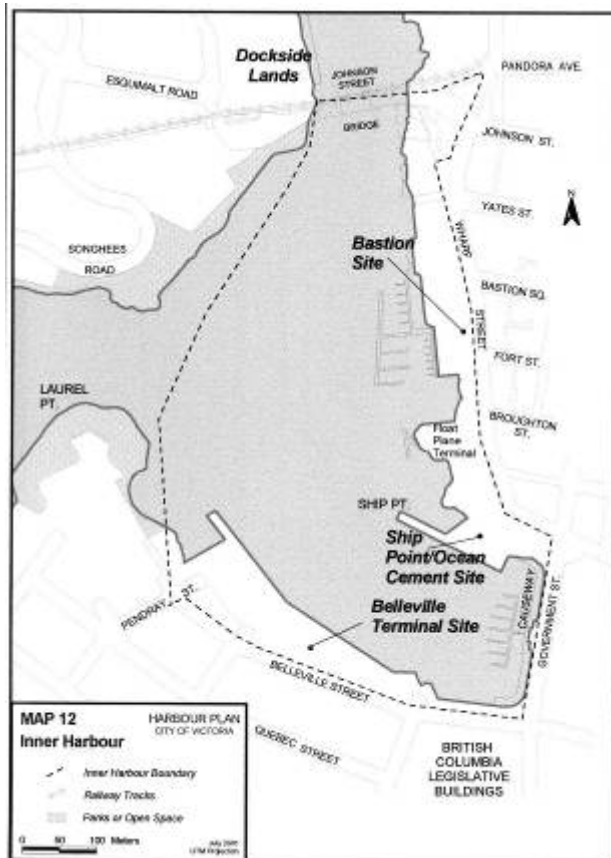 Dockside
Lands
PANDORA AVE.
JOHNSON
STREET
ESQUIMALT ROAD
BRIDGE
JOHNSON ST.
N
YATES ST.
WHARF
STREET
SONGHEES
ROAD
Bastion
Site
BASTION SQ.
FORT ST.
LAUREL
PT.
BROUGHTON
ST.
Float
Plane
Terminal
SHIP PT.
Ship
Point/Ocean
Cement Site
CAUSEWAY
GOVERNMENT ST.
PENDRAY ST.
Belleville
Terminal Site
BELLEVILLE STREET
QUEBEC STREET
BRITISH
COLUMBIA
LEGISLATIVE
BUILDINGS
MAP 12
Inner Harbour
HARBOUR PLAN
CITY OF VICTORIA
Inner Harbour Boundary
Railway Tracks
Parks or Open Space
0 50 100 Meters
UTM Projection